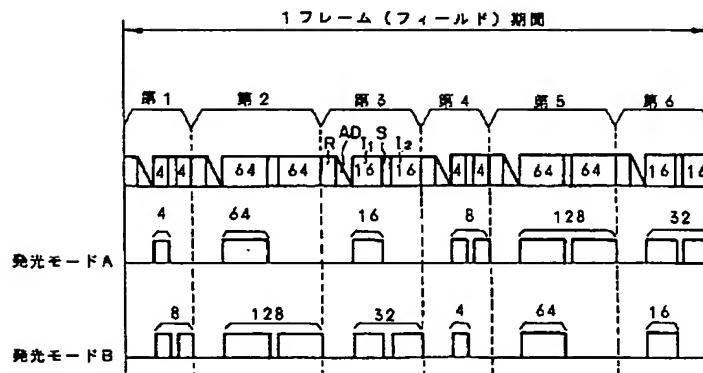 1フレーム(フィールド)期間
第1 第2 第3 第4 第5 第6
R AD I1 S I2
4 4 64 64 16 16 4 4 64 64 16 16
4 64 16 8 128 32
発光モードA
8 128 32 4 64 16
発光モードB